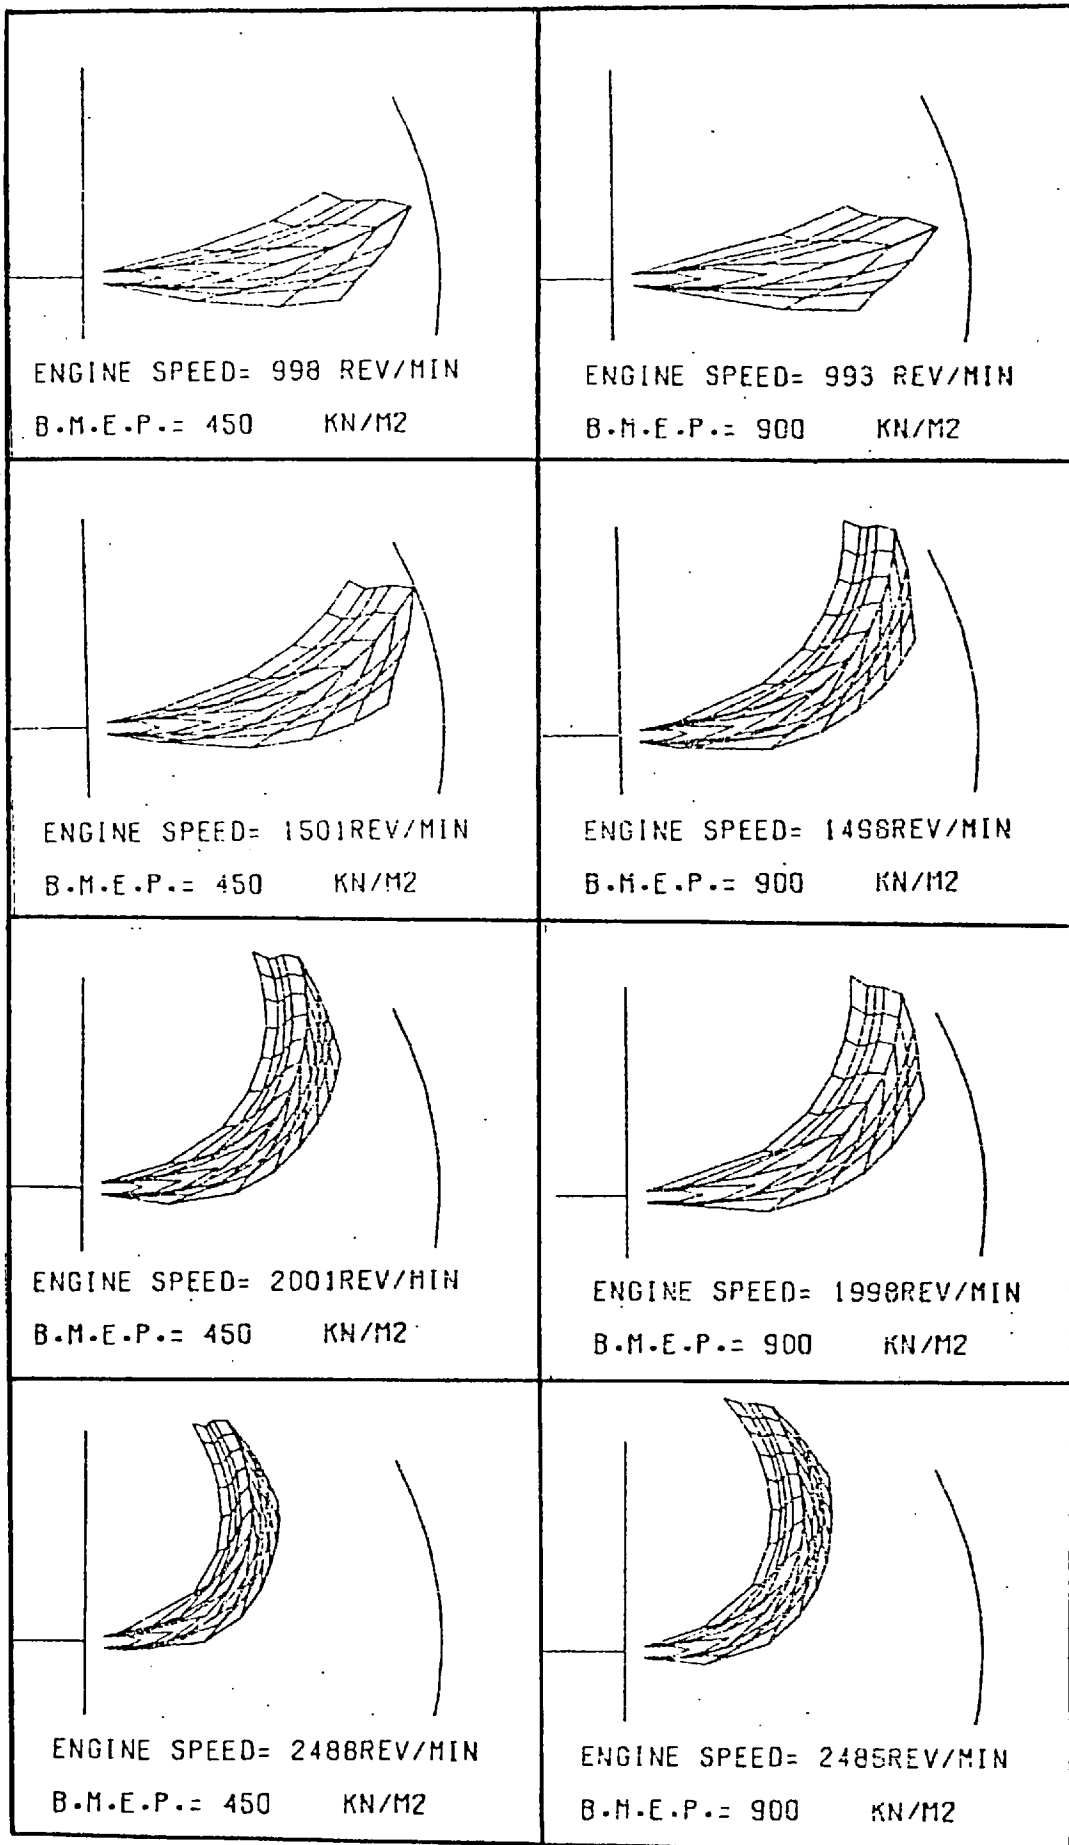 ENGINE SPEED= 998 REV/MIN
B.M.E.P.= 450 KN/M2
ENGINE SPEED= 993 REV/MIN
B.M.E.P.= 900 KN/M2
ENGINE SPEED= 1501REV/MIN
B.M.E.P.= 450 KN/M2
ENGINE SPEED= 1498REV/MIN
B.M.E.P.= 900 KN/M2
ENGINE SPEED= 2001REV/MIN
B.M.E.P.= 450 KN/M2
ENGINE SPEED= 1998REV/MIN
B.M.E.P.= 900 KN/M2
ENGINE SPEED= 2488REV/MIN
B.M.E.P.= 450 KN/M2
ENGINE SPEED= 2485REV/MIN
B.M.E.P.= 900 KN/M2